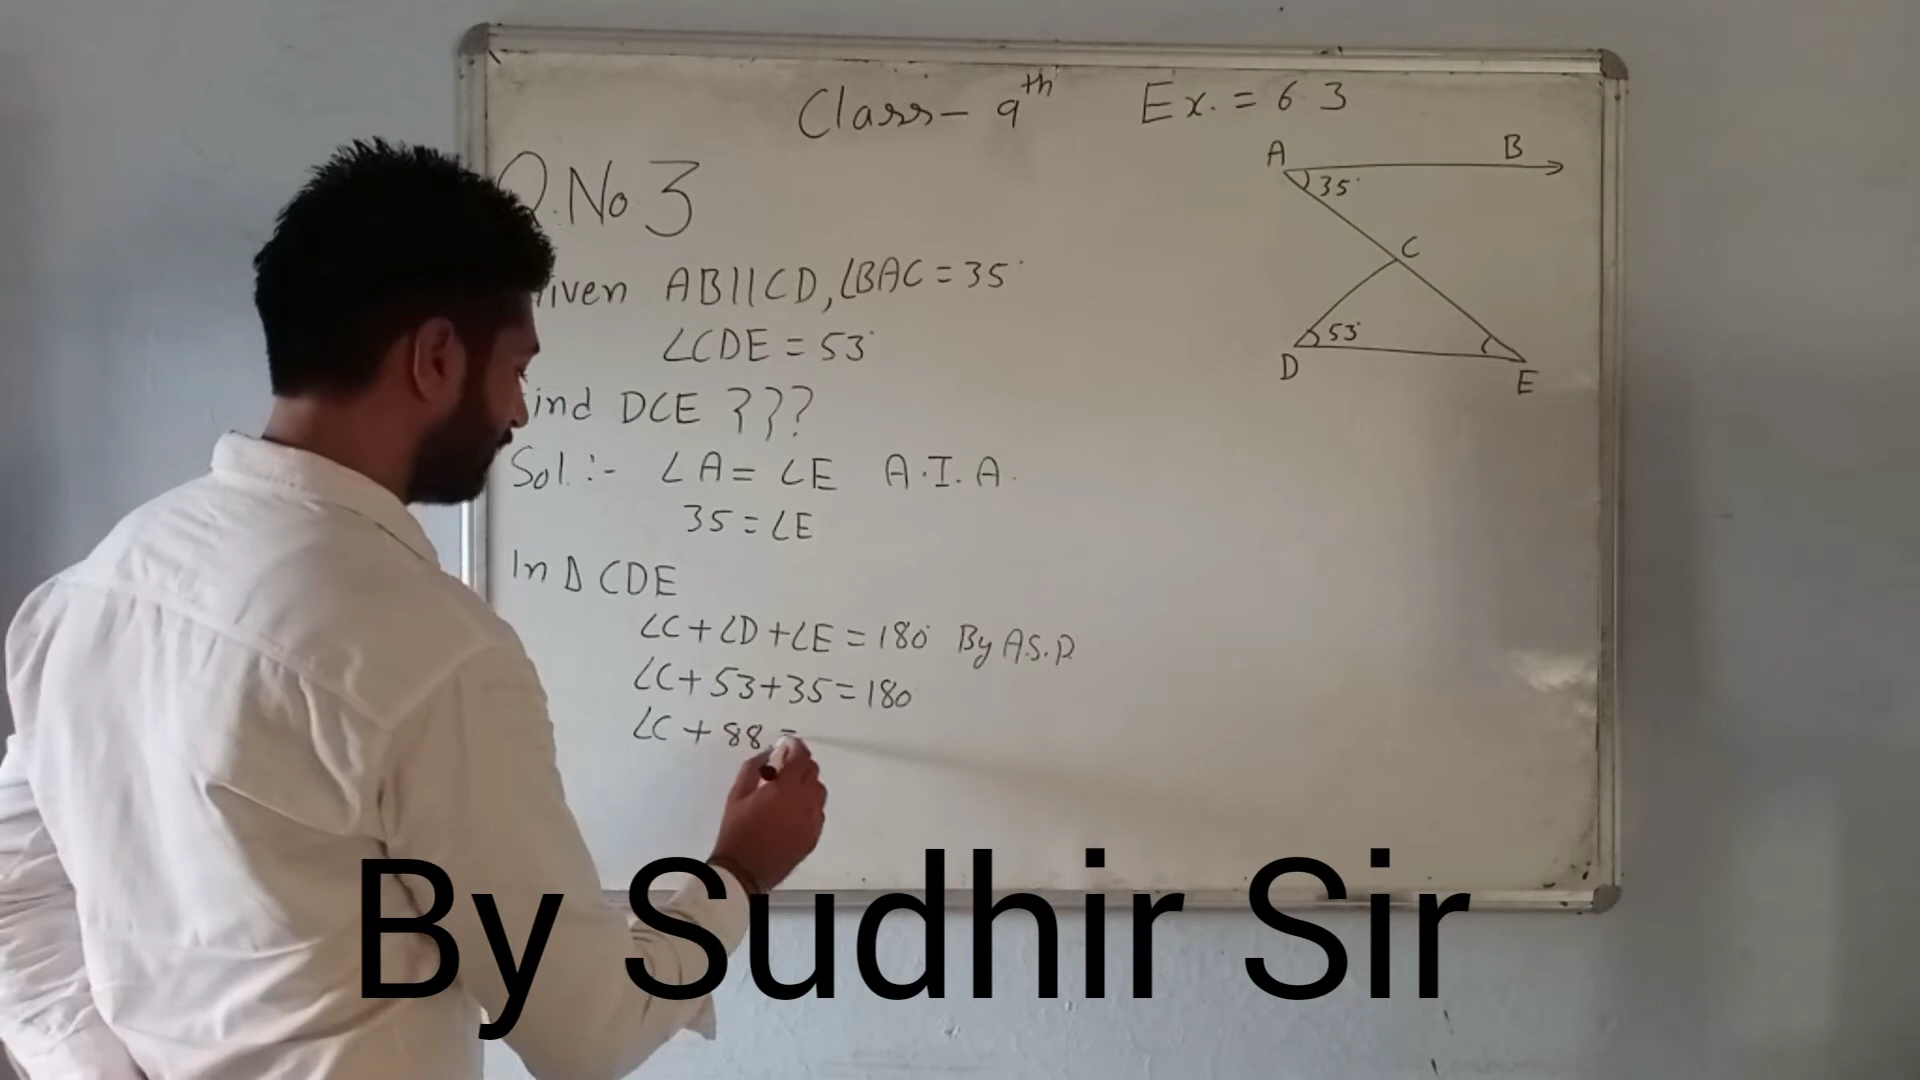 Class- 9th Ex. = 6 3
Q.No 3
Given AB||CD, ∠BAC = 35°
∠CDE = 53°
Find DCE ???
Sol. :- ∠A = ∠E A.I.A.
35 = ∠E
In Δ CDE
∠C + ∠D + ∠E = 180° By A.S.P.
∠C + 53 + 35 = 180
∠C + 88 =
A B
35°
C
53°
D E
By Sudhir Sir